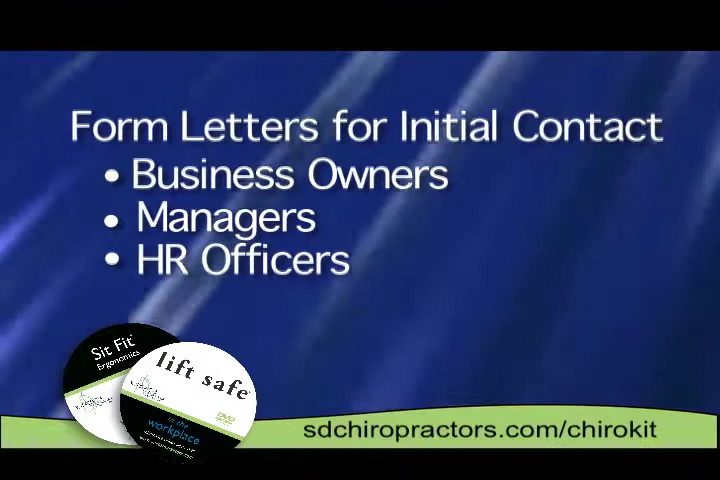 Form Letters for Initial Contact
• Business Owners
• Managers
• HR Officers
Sit Fit
Ergonomics
lift safe
DVD
in the
workplace
sdchiropractors.com/chirokit